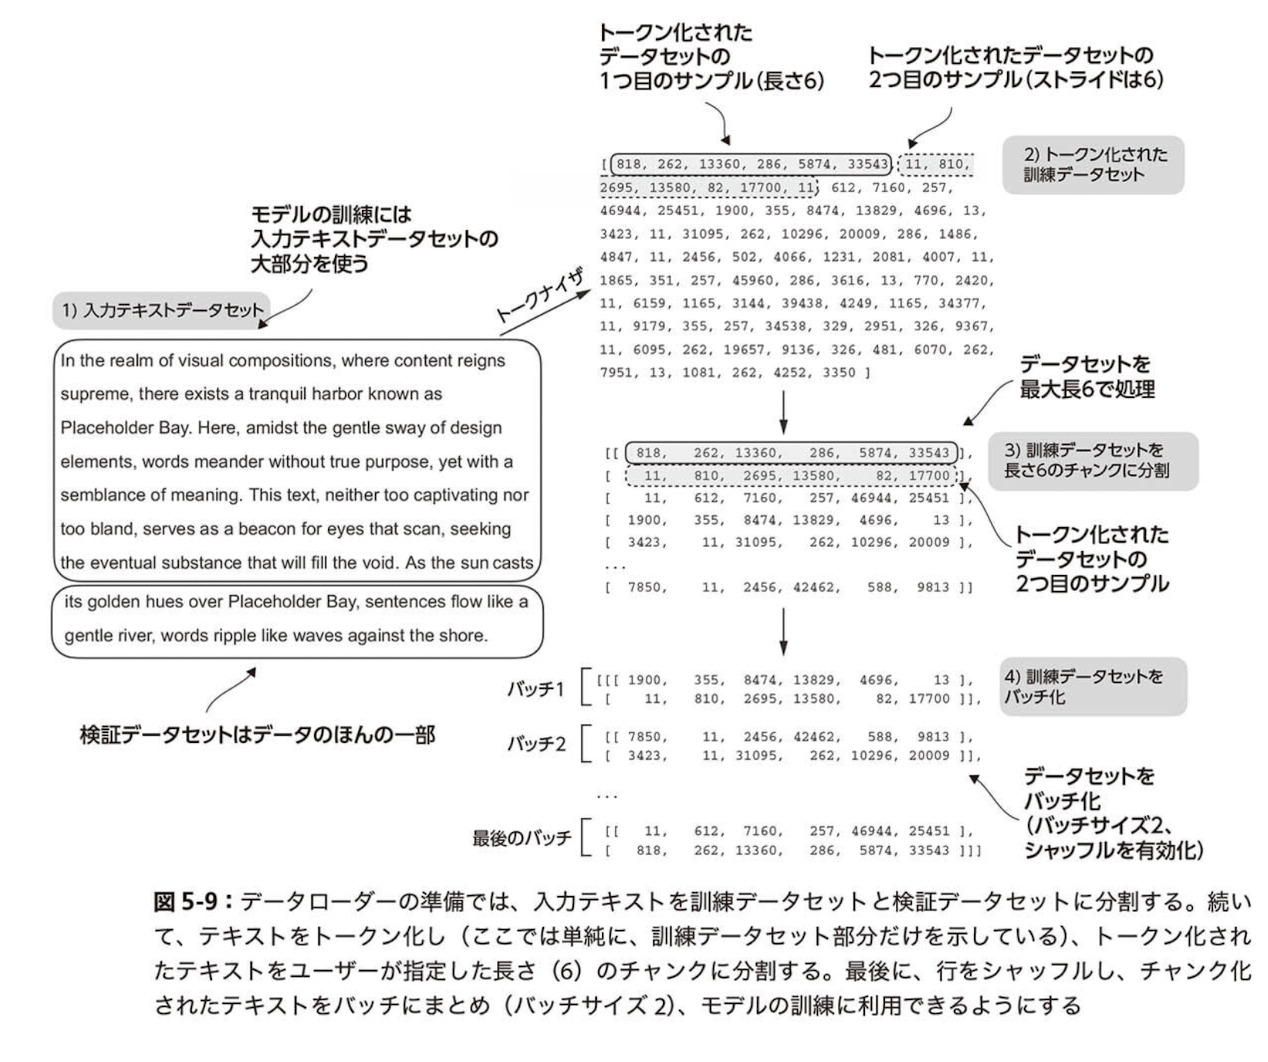 トークン化された
データセットの
1つ目のサンプル(長さ6)
トークン化されたデータセットの
2つ目のサンプル(ストライドは6)
2) トークン化された
訓練データセット
[ 818, 262, 13360, 286, 5874, 33543, 11, 810,
2695, 13580, 82, 17700, 11, 612, 7160, 257,
46944, 25451, 1900, 355, 8474, 13829, 4696, 13,
3423, 11, 31095, 262, 10296, 20009, 286, 1486,
4847, 11, 2456, 502, 4066, 1231, 2081, 4007, 11,
1865, 351, 257, 45960, 286, 3616, 13, 770, 2420,
11, 6159, 1165, 3144, 39438, 4249, 1165, 34377,
11, 9179, 355, 257, 34538, 329, 2951, 326, 9367,
11, 6095, 262, 19657, 9136, 326, 481, 6070, 262,
7951, 13, 1081, 262, 4252, 3350 ]
モデルの訓練には
入力テキストデータセットの
大部分を使う
トークナイザ
1) 入力テキストデータセット
In the realm of visual compositions, where content reigns
supreme, there exists a tranquil harbor known as
Placeholder Bay. Here, amidst the gentle sway of design
elements, words meander without true purpose, yet with a
semblance of meaning. This text, neither too captivating nor
too bland, serves as a beacon for eyes that scan, seeking
the eventual substance that will fill the void. As the sun casts
its golden hues over Placeholder Bay, sentences flow like a
gentle river, words ripple like waves against the shore.
検証データセットはデータのほんの一部
データセットを
最大長6で処理
3) 訓練データセットを
長さ6のチャンクに分割
[[ 818, 262, 13360, 286, 5874, 33543 ],
[ 11, 810, 2695, 13580, 82, 17700 ],
[ 11, 612, 7160, 257, 46944, 25451 ],
[ 1900, 355, 8474, 13829, 4696, 13 ],
[ 3423, 11, 31095, 262, 10296, 20009 ],
...
[ 7850, 11, 2456, 42462, 588, 9813 ]]
トークン化された
データセットの
2つ目のサンプル
4) 訓練データセットを
バッチ化
バッチ1
[[[ 1900, 355, 8474, 13829, 4696, 13 ],
[ 11, 810, 2695, 13580, 82, 17700 ]],
バッチ2
[[ 7850, 11, 2456, 42462, 588, 9813 ],
[ 3423, 11, 31095, 262, 10296, 20009 ]],
...
最後のバッチ
[[ 11, 612, 7160, 257, 46944, 25451 ],
[ 818, 262, 13360, 286, 5874, 33543 ]]]
データセットを
バッチ化
(バッチサイズ2、
シャッフルを有効化)
図 5-9：データローダーの準備では、入力テキストを訓練データセットと検証データセットに分割する。続い
て、テキストをトークン化し（ここでは単純に、訓練データセット部分だけを示している）、トークン化され
たテキストをユーザーが指定した長さ（6）のチャンクに分割する。最後に、行をシャッフルし、チャンク化
されたテキストをバッチにまとめ（バッチサイズ 2）、モデルの訓練に利用できるようにする